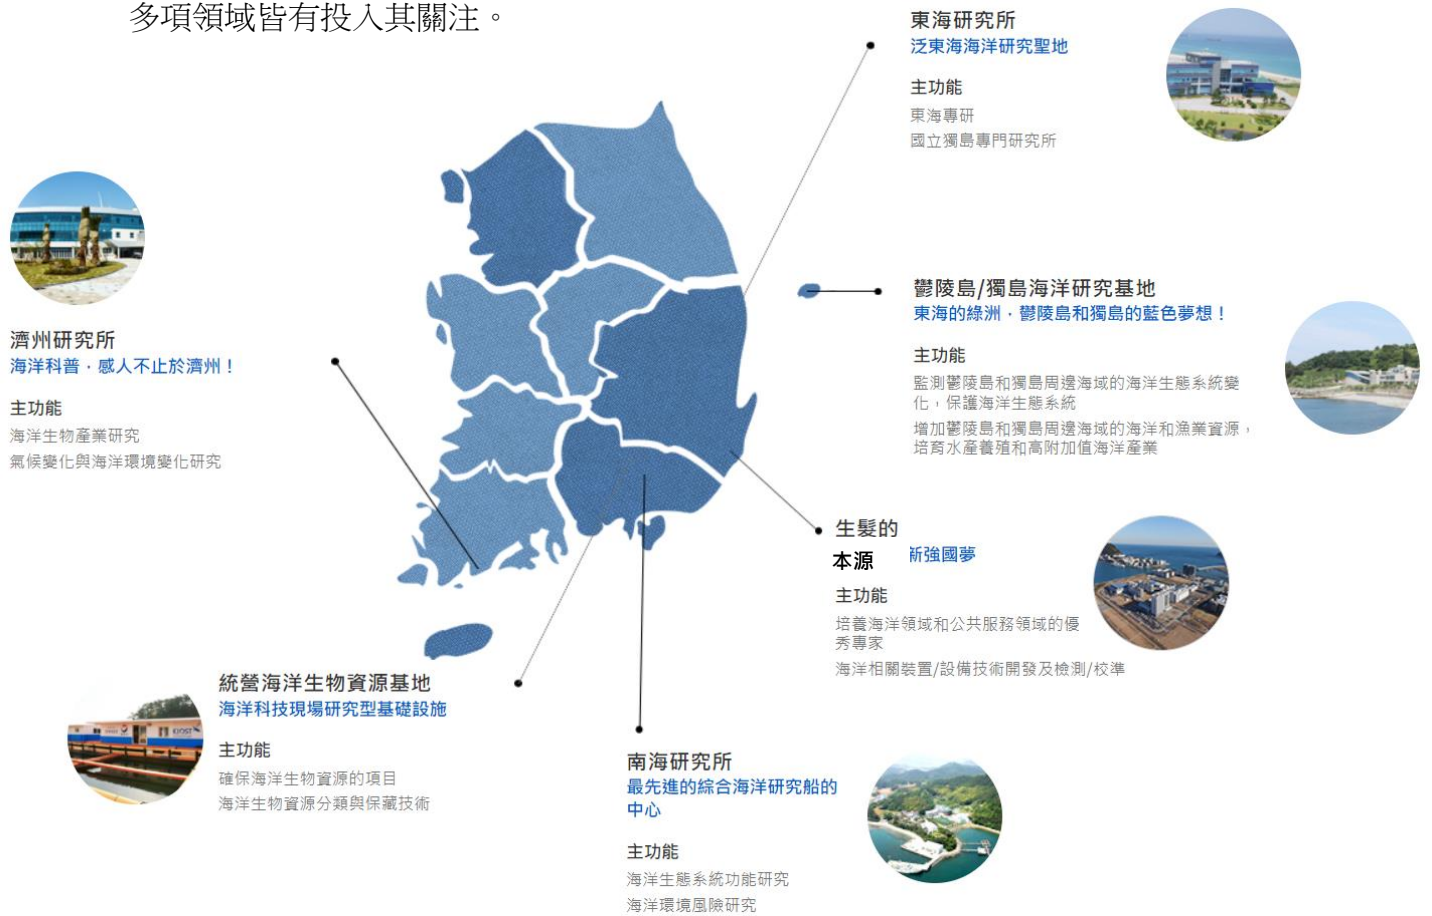 多項領域皆有投入其關注。
東海研究所
泛東海海洋研究聖地
主功能
東海專研
國立獨島專門研究所
鬱陵島/獨島海洋研究基地
東海的綠洲,鬱陵島和獨島的藍色夢想!
主功能
監測鬱陵島和獨島周邊海域的海洋生態系統變
化,保護海洋生態系統
增加鬱陵島和獨島周邊海域的海洋和漁業資源,
培育水產養殖和高附加值海洋產業
濟州研究所
海洋科普,感人不止於濟州!
主功能
海洋生物產業研究
氣候變化與海洋環境變化研究
生髮的
本源 新強國夢
主功能
培養海洋領域和公共服務領域的優
秀專家
海洋相關裝置/設備技術開發及檢測/校準
統營海洋生物資源基地
海洋科技現場研究型基礎設施
主功能
確保海洋生物資源的項目
海洋生物資源分類與保藏技術
KIOST
南海研究所
最先進的綜合海洋研究船的
中心
主功能
海洋生態系統功能研究
海洋環境風險研究